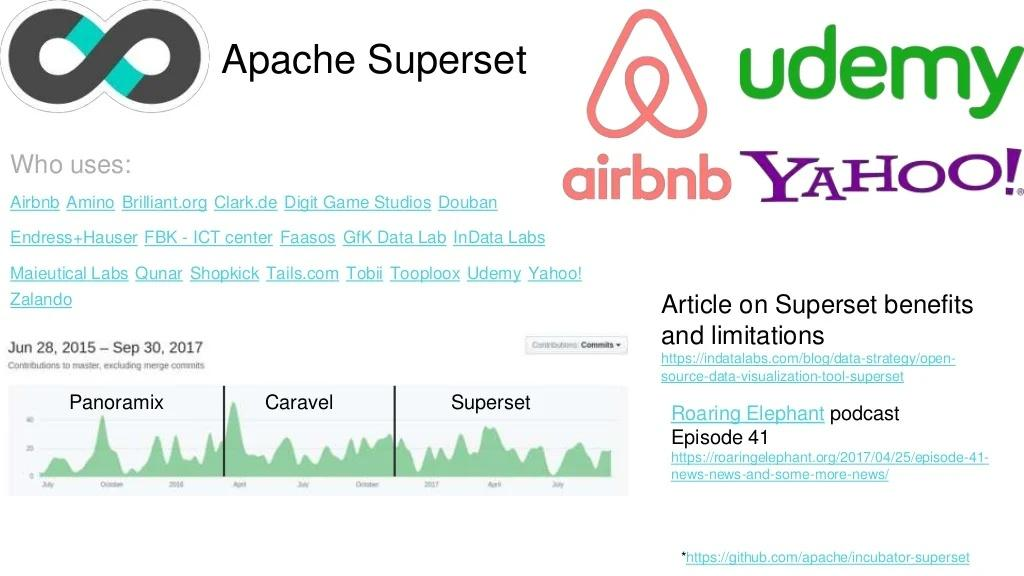 Apache Superset
airbnb
udemy
YAHOO!®
Who uses:
Airbnb Amino Brilliant.org Clark.de Digit Game Studios Douban
Endress+Hauser FBK - ICT center Faasos GfK Data Lab InData Labs
Maieutical Labs Qunar Shopkick Tails.com Tobii Tooploox Udemy Yahoo!
Zalando
Jun 28, 2015 – Sep 30, 2017
Contributions: Commits
Contributions to master, excluding merge commits
Panoramix Caravel Superset
40
20
0
July October 2016 April July October 2017 April July
Article on Superset benefits
and limitations
https://indatalabs.com/blog/data-strategy/open-
source-data-visualization-tool-superset
Roaring Elephant podcast
Episode 41
https://roaringelephant.org/2017/04/25/episode-41-
news-news-and-some-more-news/
*https://github.com/apache/incubator-superset